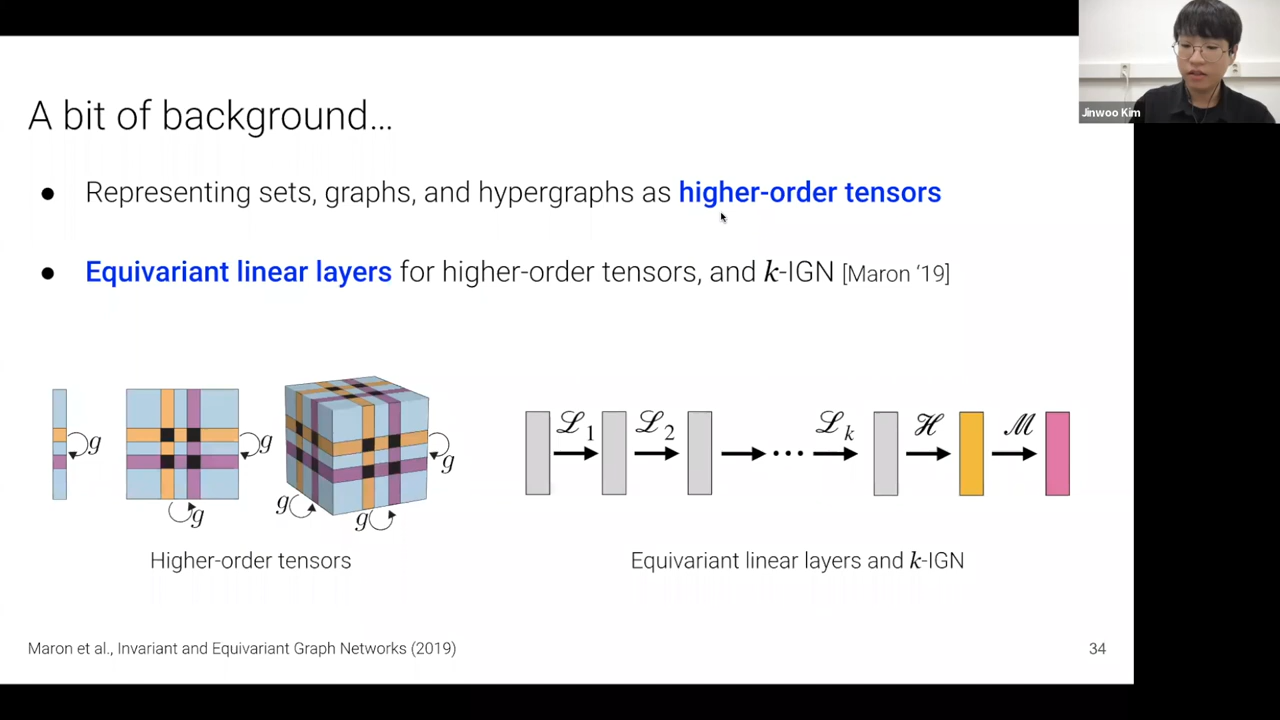 A bit of background...
● Representing sets, graphs, and hypergraphs as higher-order tensors
● Equivariant linear layers for higher-order tensors, and k-IGN [Maron ‘19]
g
g
g
g
g
g
ℒ1 ℒ2 ... ℒk ℋ ℳ
Higher-order tensors
Equivariant linear layers and k-IGN
Maron et al., Invariant and Equivariant Graph Networks (2019)
34
Jinwoo Kim